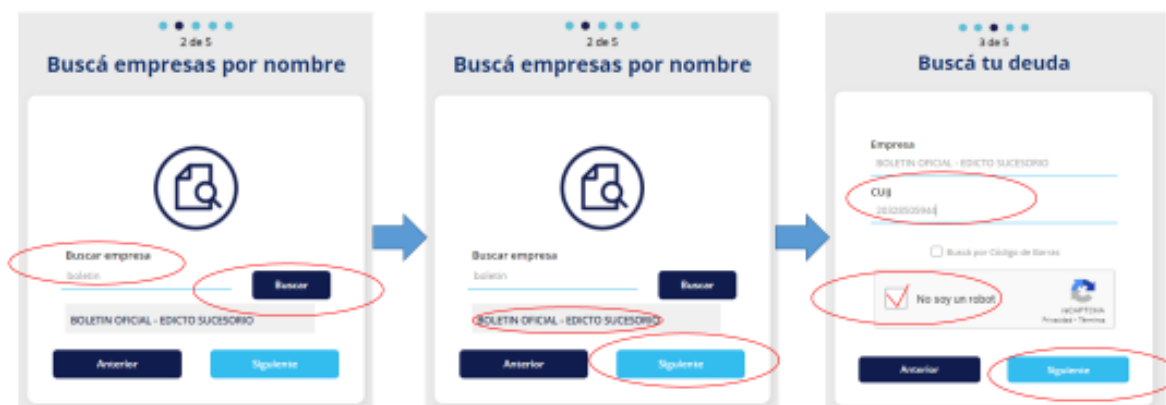 2 de 5
Buscá empresas por nombre
Buscar empresa
boletin
Buscar
BOLETIN OFICIAL - EDICTO SUCESORIO
Anterior
Siguiente
2 de 5
Buscá empresas por nombre
Buscar empresa
boletin
Buscar
BOLETIN OFICIAL - EDICTO SUCESORIO
Anterior
Siguiente
3 de 5
Buscá tu deuda
Empresa
BOLETIN OFICIAL - EDICTO SUCESORIO
CUIJ
Buscá por Código de Barras
No soy un robot
reCAPTCHA
Privacidad - Términos
Anterior
Siguiente